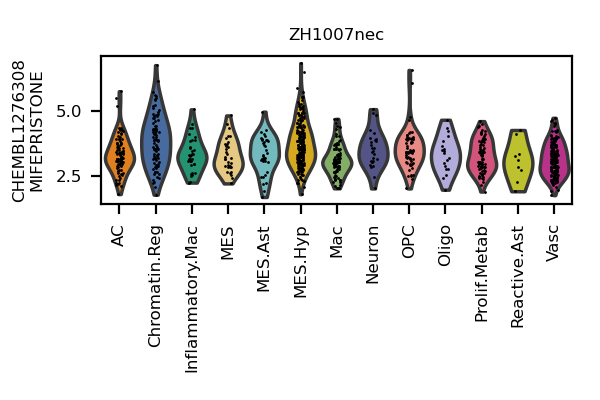 ZH1007nec
CHEMBL1276308
MIFEPRISTONE
5.0
2.5
AC
Chromatin.Reg
Inflammatory.Mac
MES
MES.Ast
MES.Hyp
Mac
Neuron
OPC
Oligo
Prolif.Metab
Reactive.Ast
Vasc